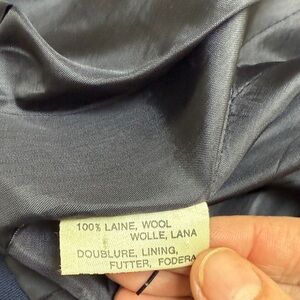 100% LAINE, WOOL
WOLLE, LANA
DOUBLURE, LINING,
FUTTER, FODERA